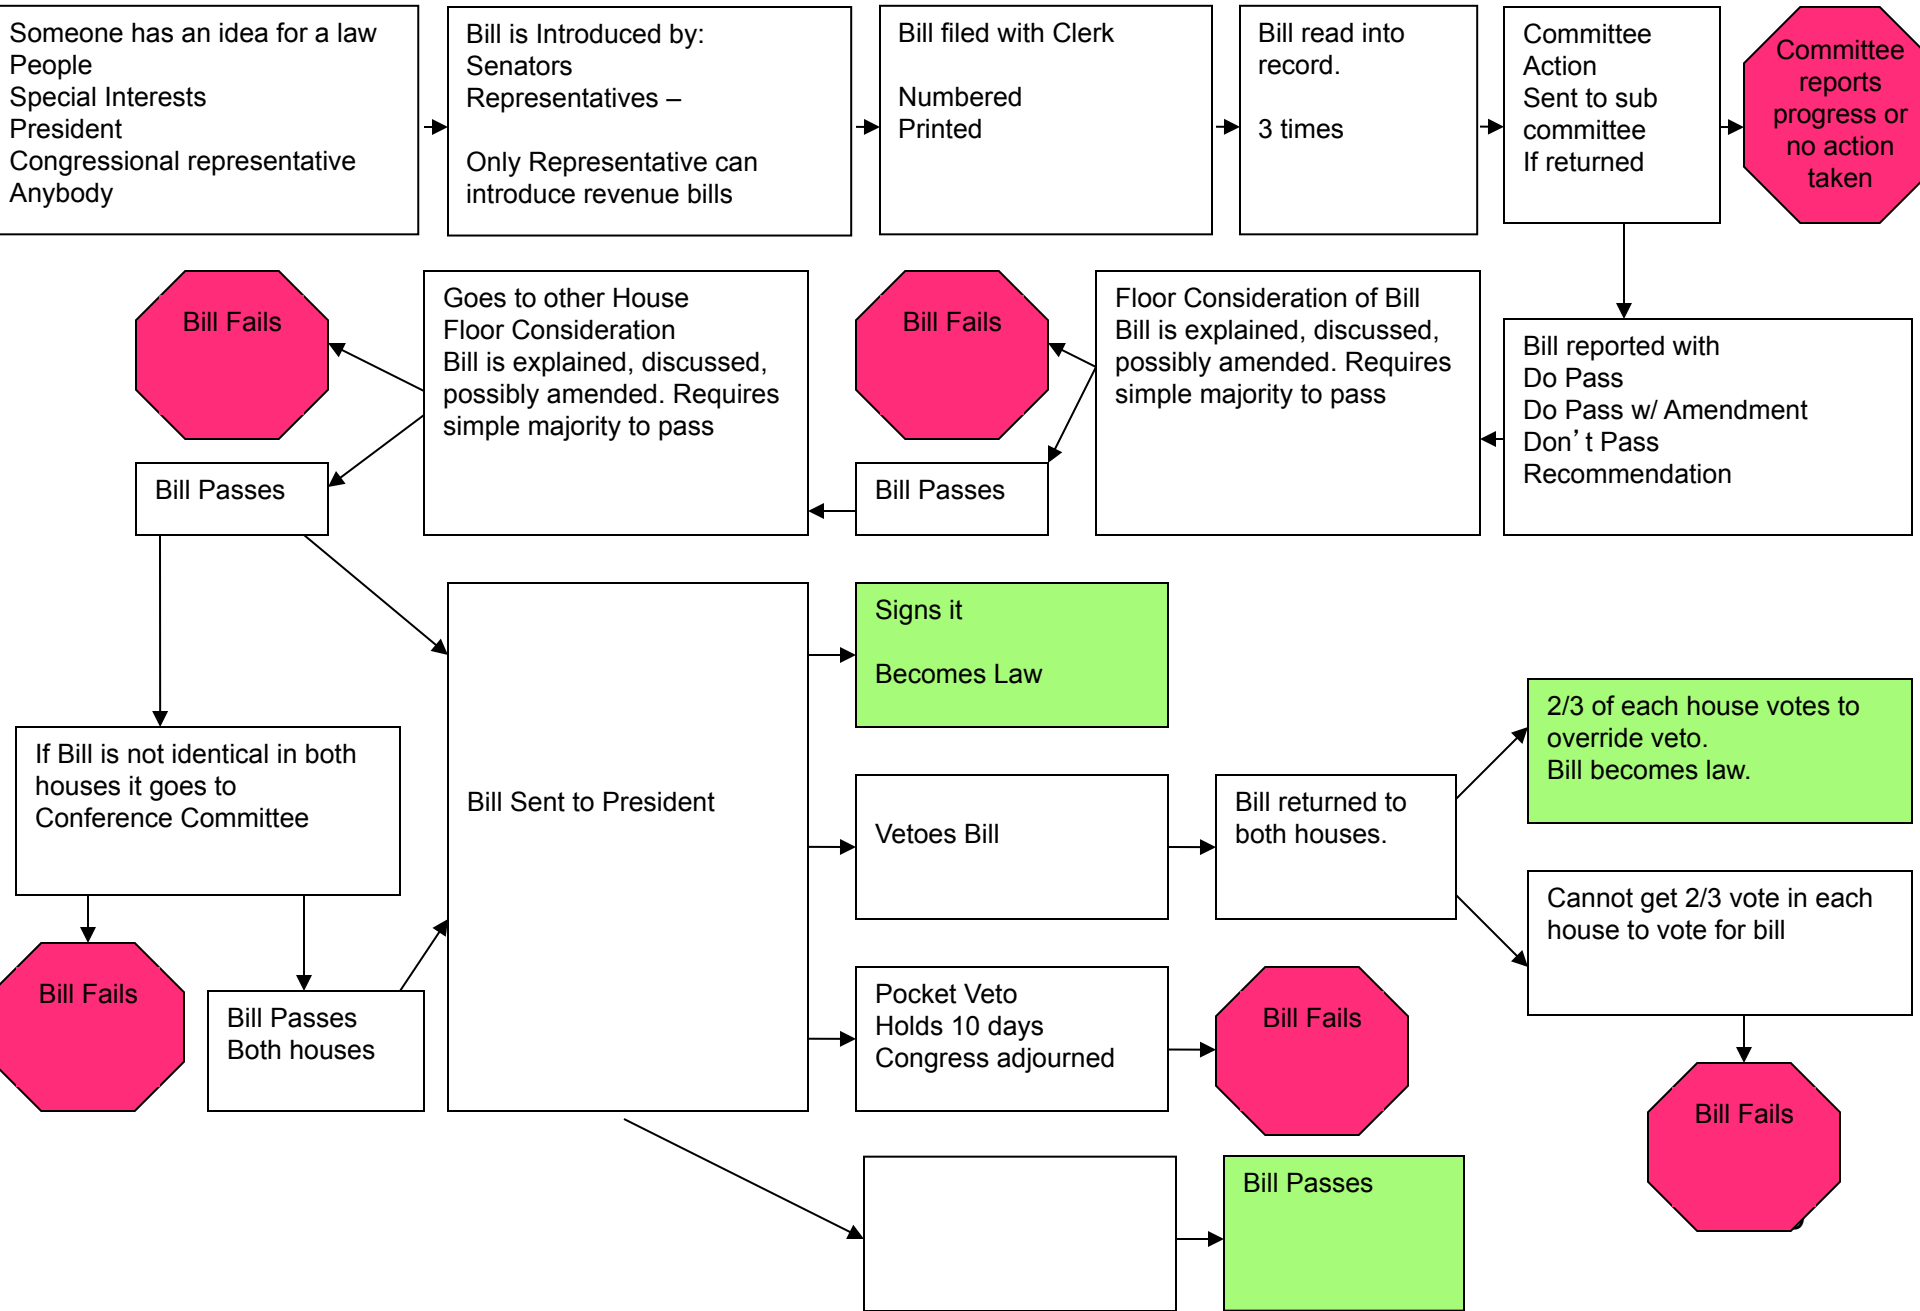 Someone has an idea for a law
People
Special Interests
President
Congressional representative
Anybody
Bill is Introduced by:
Senators
Representatives –
Only Representative can
introduce revenue bills
Bill filed with Clerk
Numbered
Printed
Bill read into
record.
3 times
Committee
Action
Sent to sub
committee
If returned
Committee
reports
progress or
no action
taken
Bill Fails
Goes to other House
Floor Consideration
Bill is explained, discussed,
possibly amended. Requires
simple majority to pass
Bill Fails
Floor Consideration of Bill
Bill is explained, discussed,
possibly amended. Requires
simple majority to pass
Bill reported with
Do Pass
Do Pass w/ Amendment
Don’t Pass
Recommendation
Bill Passes
Bill Passes
Bill Sent to President
Signs it
Becomes Law
If Bill is not identical in both
houses it goes to
Conference Committee
Vetoes Bill
Bill returned to
both houses.
2/3 of each house votes to
override veto.
Bill becomes law.
Cannot get 2/3 vote in each
house to vote for bill
Bill Fails
Bill Passes
Both houses
Pocket Veto
Holds 10 days
Congress adjourned
Bill Fails
Bill Fails
Bill Passes